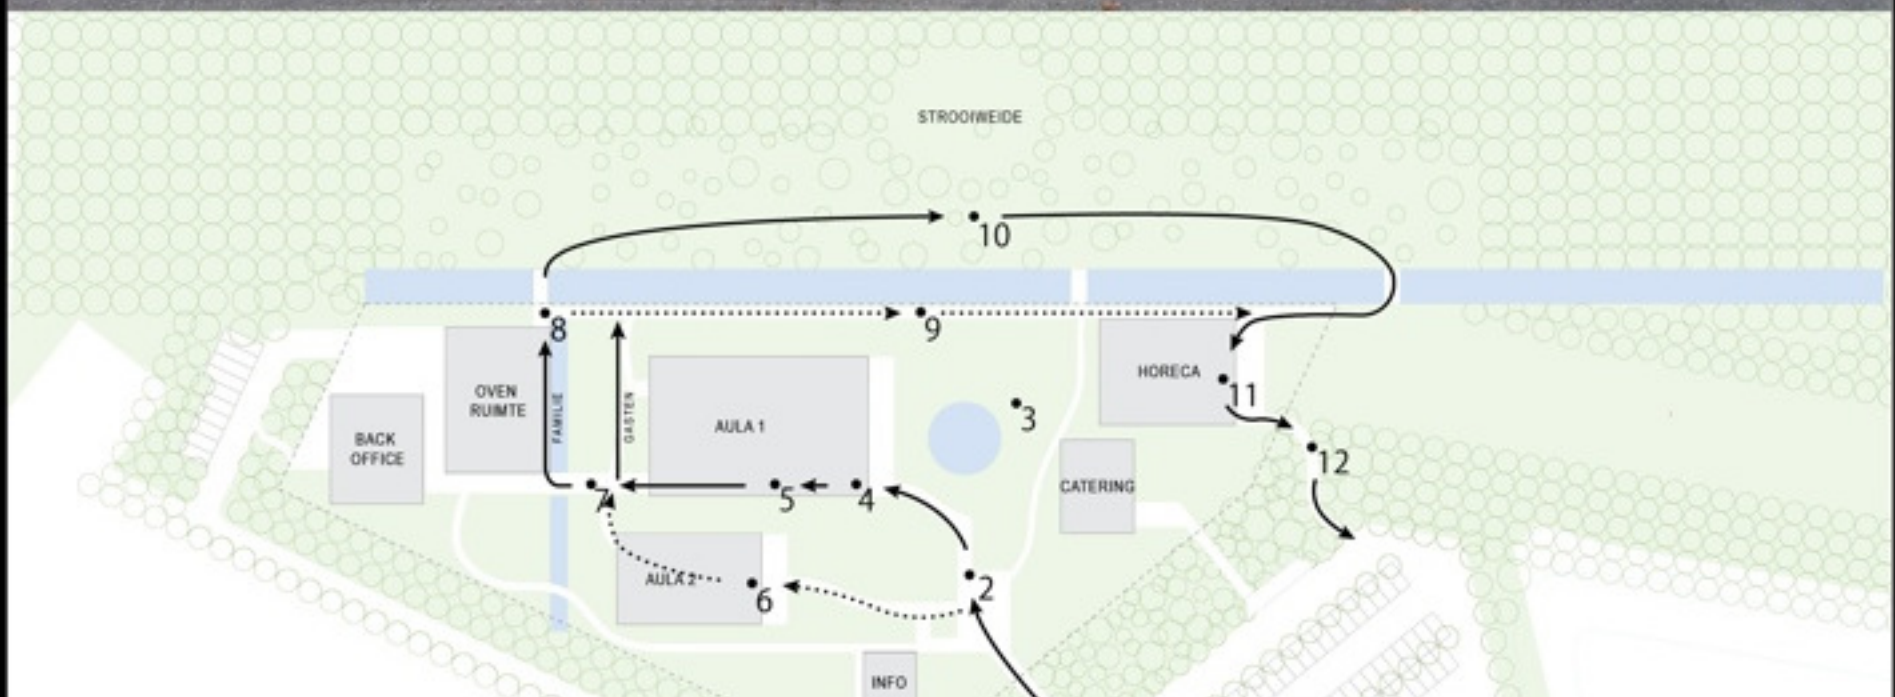 STROOIWEIDE
10
8
9
OVEN
RUIMTE
FAMILIE
GASTEN
HORECA
11
AULA 1
3
BACK
OFFICE
12
7
5
4
CATERING
AULA 2
6
2
INFO